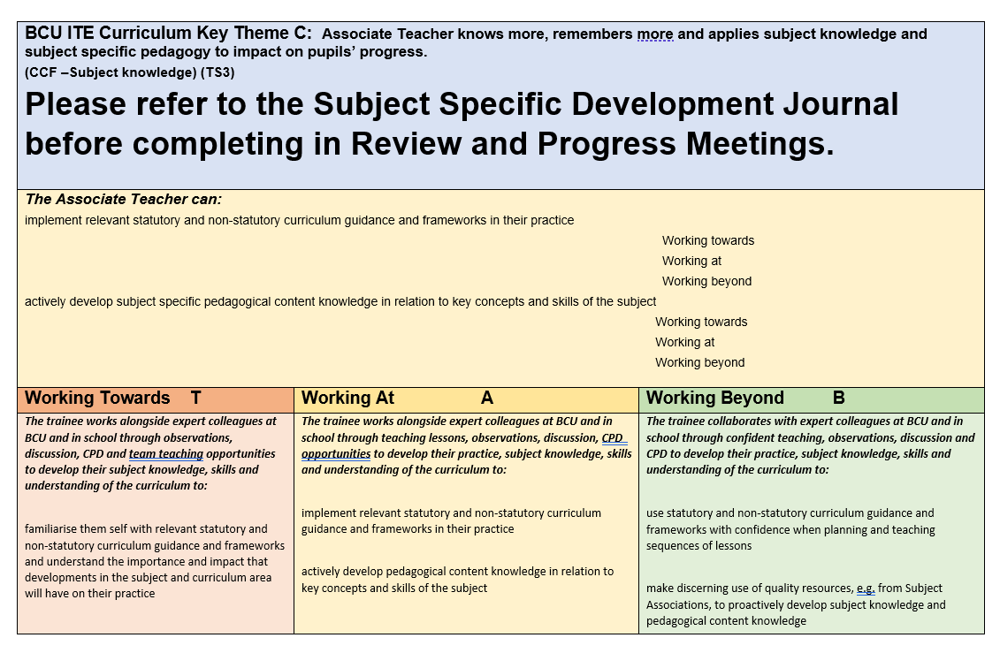 BCU ITE Curriculum Key Theme C:  Associate Teacher knows more, remembers more and applies subject knowledge and
subject specific pedagogy to impact on pupils’ progress.
(CCF –Subject knowledge) (TS3)
Please refer to the Subject Specific Development Journal
before completing in Review and Progress Meetings.
The Associate Teacher can:
implement relevant statutory and non-statutory curriculum guidance and frameworks in their practice
Working towards
Working at
Working beyond
actively develop subject specific pedagogical content knowledge in relation to key concepts and skills of the subject
Working towards
Working at
Working beyond
Working Towards T
The trainee works alongside expert colleagues at
BCU and in school through observations,
discussion, CPD and team teaching opportunities
to develop their subject knowledge, skills and
understanding of the curriculum to:
familiarise them self with relevant statutory and
non-statutory curriculum guidance and frameworks
and understand the importance and impact that
developments in the subject and curriculum area
will have on their practice
Working At A
The trainee works alongside expert colleagues at BCU and in
school through teaching lessons, observations, discussion, CPD
opportunities to develop their practice, subject knowledge, skills
and understanding of the curriculum to:
implement relevant statutory and non-statutory curriculum
guidance and frameworks in their practice
actively develop pedagogical content knowledge in relation to
key concepts and skills of the subject
Working Beyond B
The trainee collaborates with expert colleagues at BCU and in
school through confident teaching, observations, discussion and
CPD to develop their practice, subject knowledge, skills and
understanding of the curriculum to:
use statutory and non-statutory curriculum guidance and
frameworks with confidence when planning and teaching
sequences of lessons
make discerning use of quality resources, e.g. from Subject
Associations, to proactively develop subject knowledge and
pedagogical content knowledge